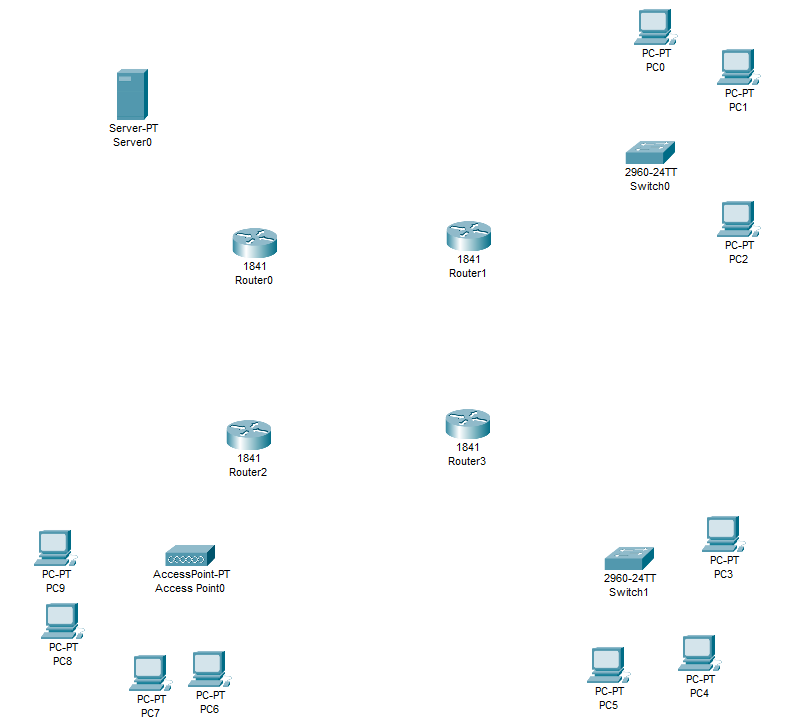 PC-PT
PC0
PC-PT
PC1
Server-PT
Server0
2960-24TT
Switch0
PC-PT
PC2
1841
Router0
1841
Router1
1841
Router2
1841
Router3
PC-PT
PC9
AccessPoint-PT
Access Point0
2960-24TT
Switch1
PC-PT
PC3
PC-PT
PC8
PC-PT
PC7
PC-PT
PC6
PC-PT
PC5
PC-PT
PC4